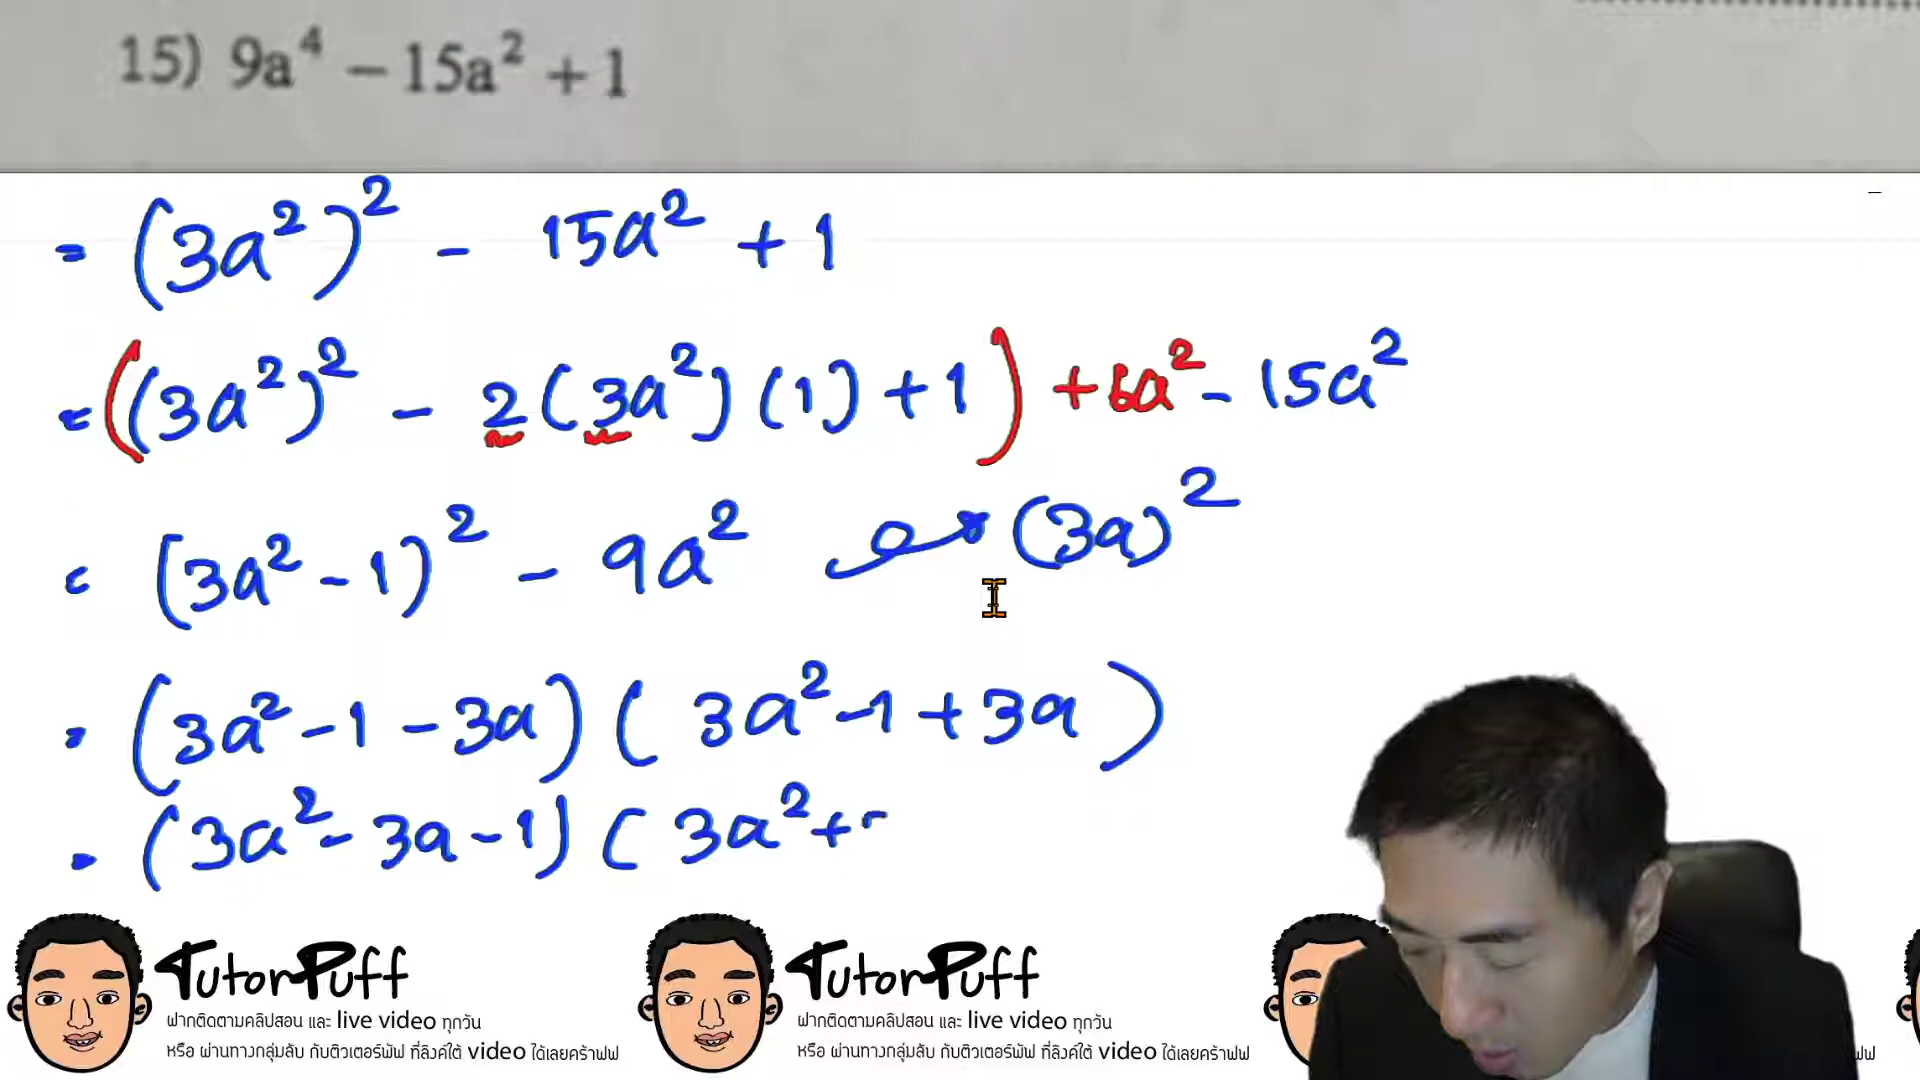 15) 9a⁴ − 15a² + 1
= (3a²)² - 15a² + 1
= ((3a²)² - 2(3a²)(1) + 1) + 6a² - 15a²
= (3a² - 1)² - 9a² (3a)²
= (3a² - 1 - 3a)(3a² - 1 + 3a)
= (3a² - 3a - 1)(3a² +
TutorPuff
ฝากติดตามคลิปสอน และ live video ทุกวัน
หรือ ผ่านทางกลุ่มลับ กับติวเตอร์พัฟ ที่ลิงค์ใต้ video ได้เลยคร้าฟฟ
TutorPuff
ฝากติดตามคลิปสอน และ live video ทุกวัน
หรือ ผ่านทางกลุ่มลับ กับติวเตอร์พัฟ ที่ลิงค์ใต้ video ได้เลยคร้าฟฟ
ฟฟ